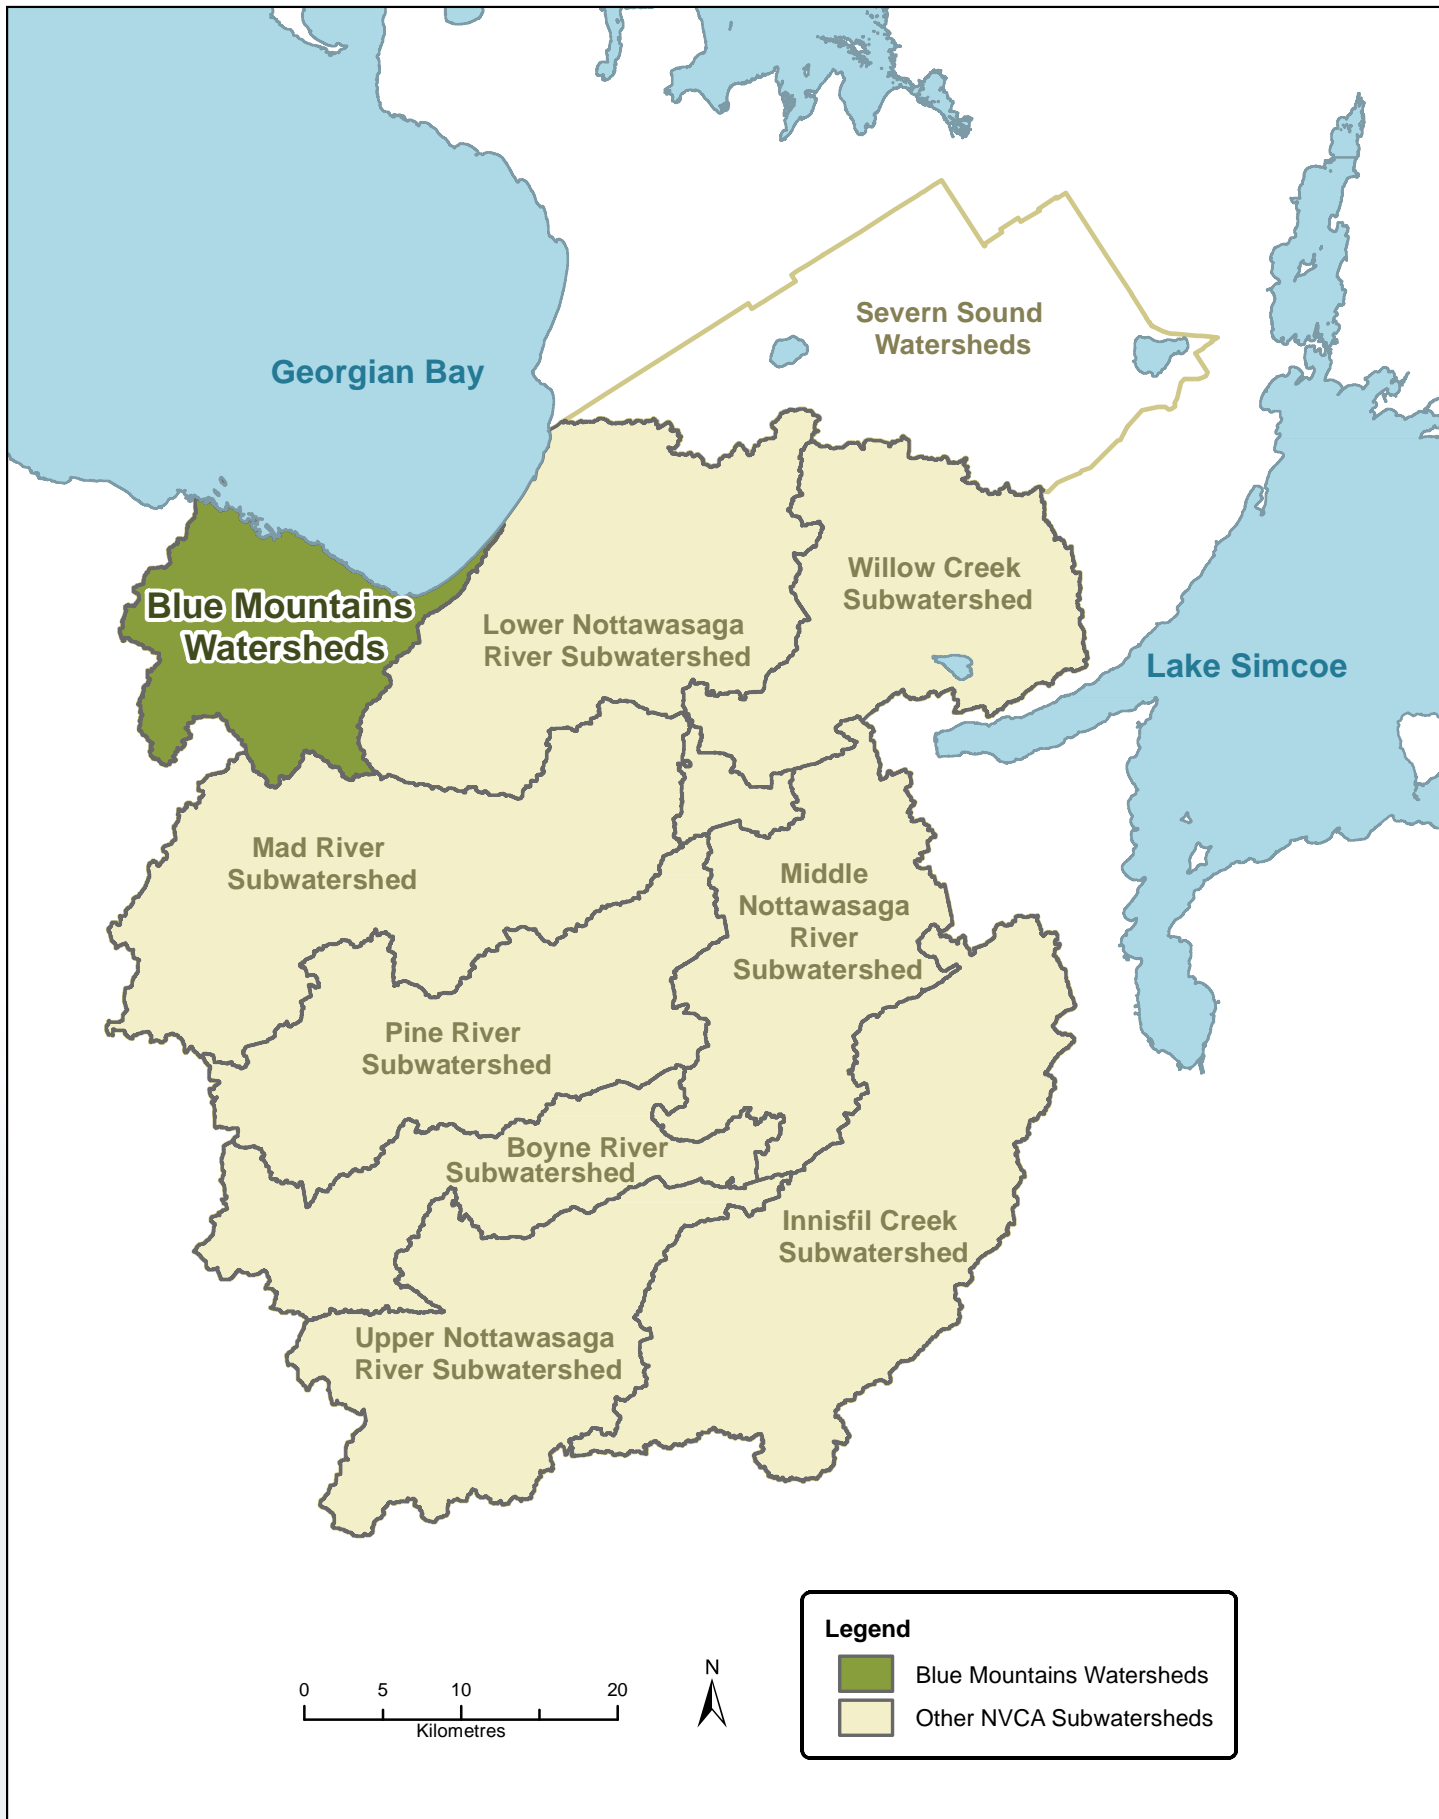 Severn Sound
Watersheds
Georgian Bay
Willow Creek
Subwatershed
Blue Mountains
Watersheds
Lower Nottawasaga
River Subwatershed
Lake Simcoe
Mad River
Subwatershed
Middle
Nottawasaga
River
Subwatershed
Pine River
Subwatershed
Boyne River
Subwatershed
Innisfil Creek
Subwatershed
Upper Nottawasaga
River Subwatershed
Legend
Blue Mountains Watersheds
Other NVCA Subwatersheds
N
0 5 10 20
Kilometres